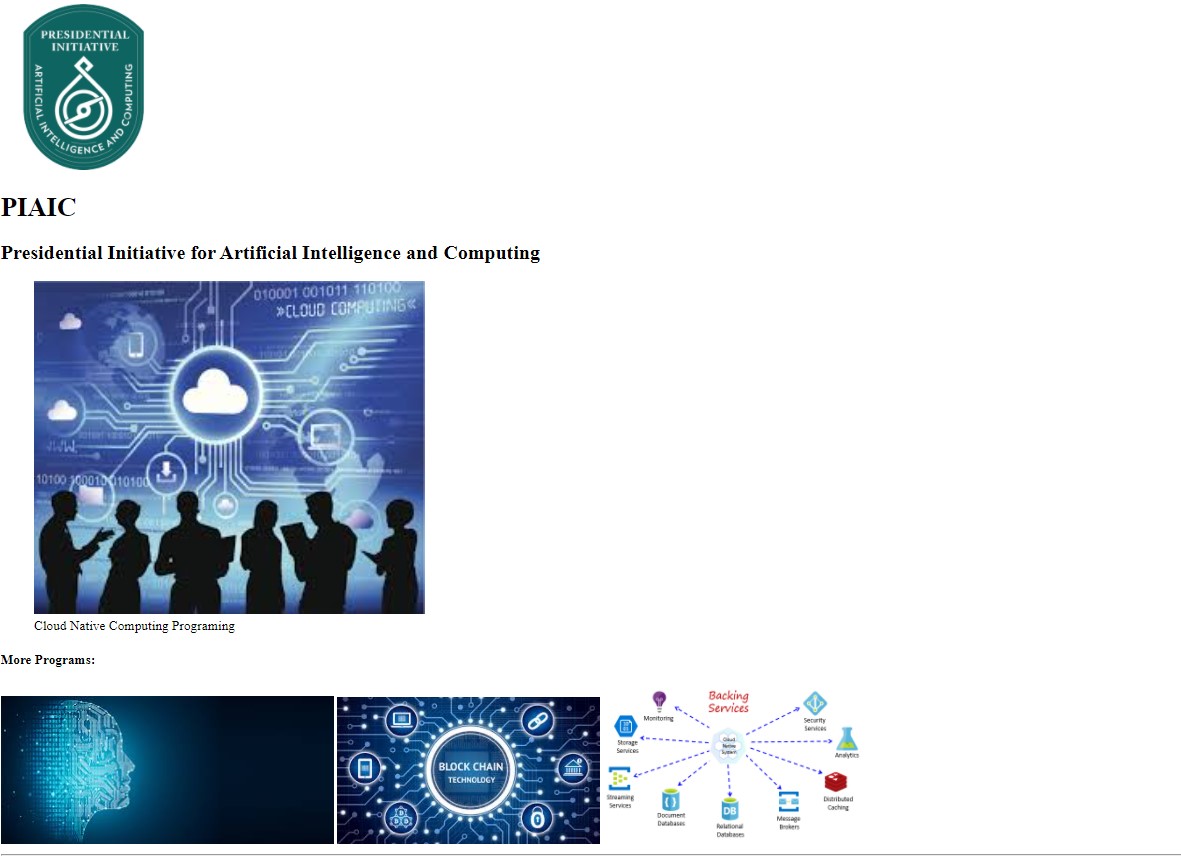 PRESIDENTIAL
INITIATIVE
ARTIFICIAL INTELLIGENCE AND COMPUTING
PIAIC
Presidential Initiative for Artificial Intelligence and Computing
010001 001011 110100
»CLOUD COMPUTING«
WWW
10100 100010 010100
Cloud Native Computing Programing
More Programs:
BLOCK CHAIN
TECHNOLOGY
Backing
Services
Monitoring
Security
Services
Storage
Services
Cloud
Native
System
Analytics
Streaming
Services
Document
Databases
DB
Relational
Databases
Message
Brokers
Distributed
Caching